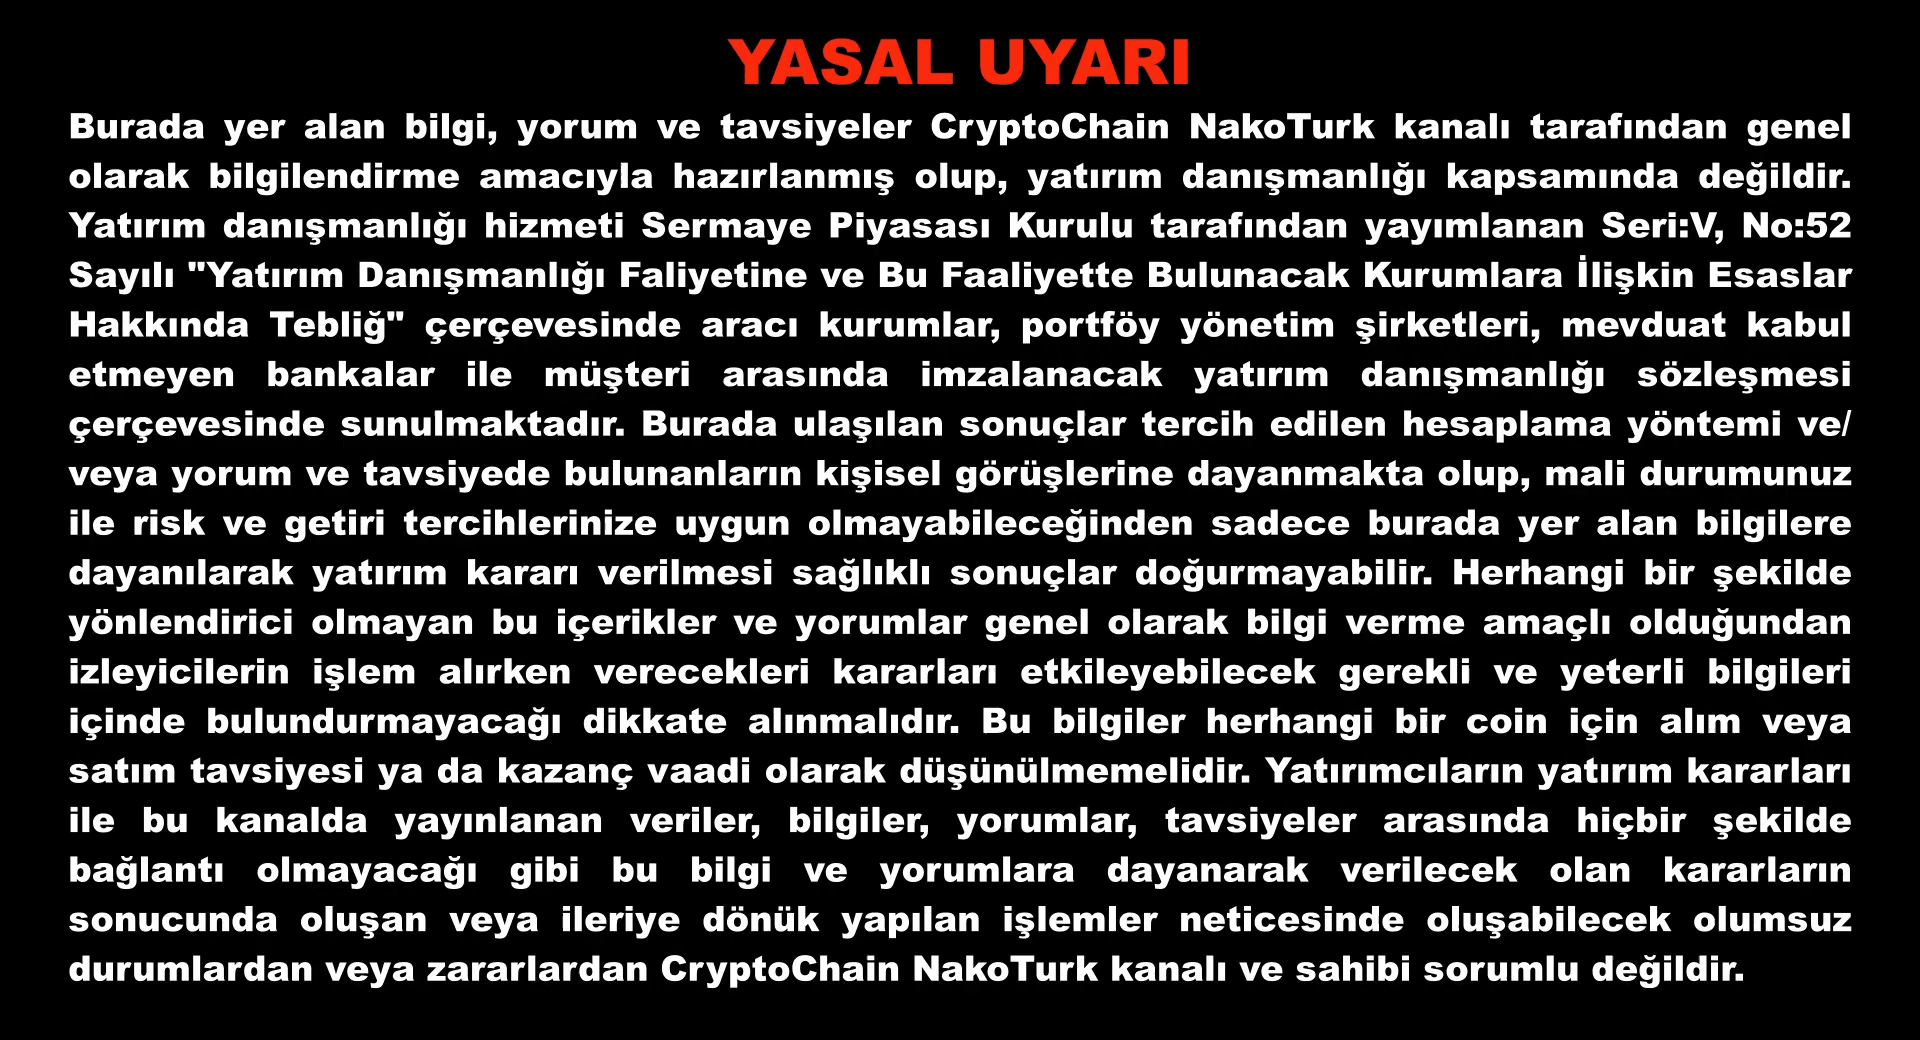 YASAL UYARI
Burada yer alan bilgi, yorum ve tavsiyeler CryptoChain NakoTurk kanalı tarafından genel
olarak bilgilendirme amacıyla hazırlanmış olup, yatırım danışmanlığı kapsamında değildir.
Yatırım danışmanlığı hizmeti Sermaye Piyasası Kurulu tarafından yayımlanan Seri:V, No:52
Sayılı "Yatırım Danışmanlığı Faliyetine ve Bu Faaliyette Bulunacak Kurumlara İlişkin Esaslar
Hakkında Tebliğ" çerçevesinde aracı kurumlar, portföy yönetim şirketleri, mevduat kabul
etmeyen bankalar ile müşteri arasında imzalanacak yatırım danışmanlığı sözleşmesi
çerçevesinde sunulmaktadır. Burada ulaşılan sonuçlar tercih edilen hesaplama yöntemi ve/
veya yorum ve tavsiyede bulunanların kişisel görüşlerine dayanmakta olup, mali durumunuz
ile risk ve getiri tercihlerinize uygun olmayabileceğinden sadece burada yer alan bilgilere
dayanılarak yatırım kararı verilmesi sağlıklı sonuçlar doğurmayabilir. Herhangi bir şekilde
yönlendirici olmayan bu içerikler ve yorumlar genel olarak bilgi verme amaçlı olduğundan
izleyicilerin işlem alırken verecekleri kararları etkileyebilecek gerekli ve yeterli bilgileri
içinde bulundurmayacağı dikkate alınmalıdır. Bu bilgiler herhangi bir coin için alım veya
satım tavsiyesi ya da kazanç vaadi olarak düşünülmemelidir. Yatırımcıların yatırım kararları
ile bu kanalda yayınlanan veriler, bilgiler, yorumlar, tavsiyeler arasında hiçbir şekilde
bağlantı olmayacağı gibi bu bilgi ve yorumlara dayanarak verilecek olan kararların
sonucunda oluşan veya ileriye dönük yapılan işlemler neticesinde oluşabilecek olumsuz
durumlardan veya zararlardan CryptoChain NakoTurk kanalı ve sahibi sorumlu değildir.